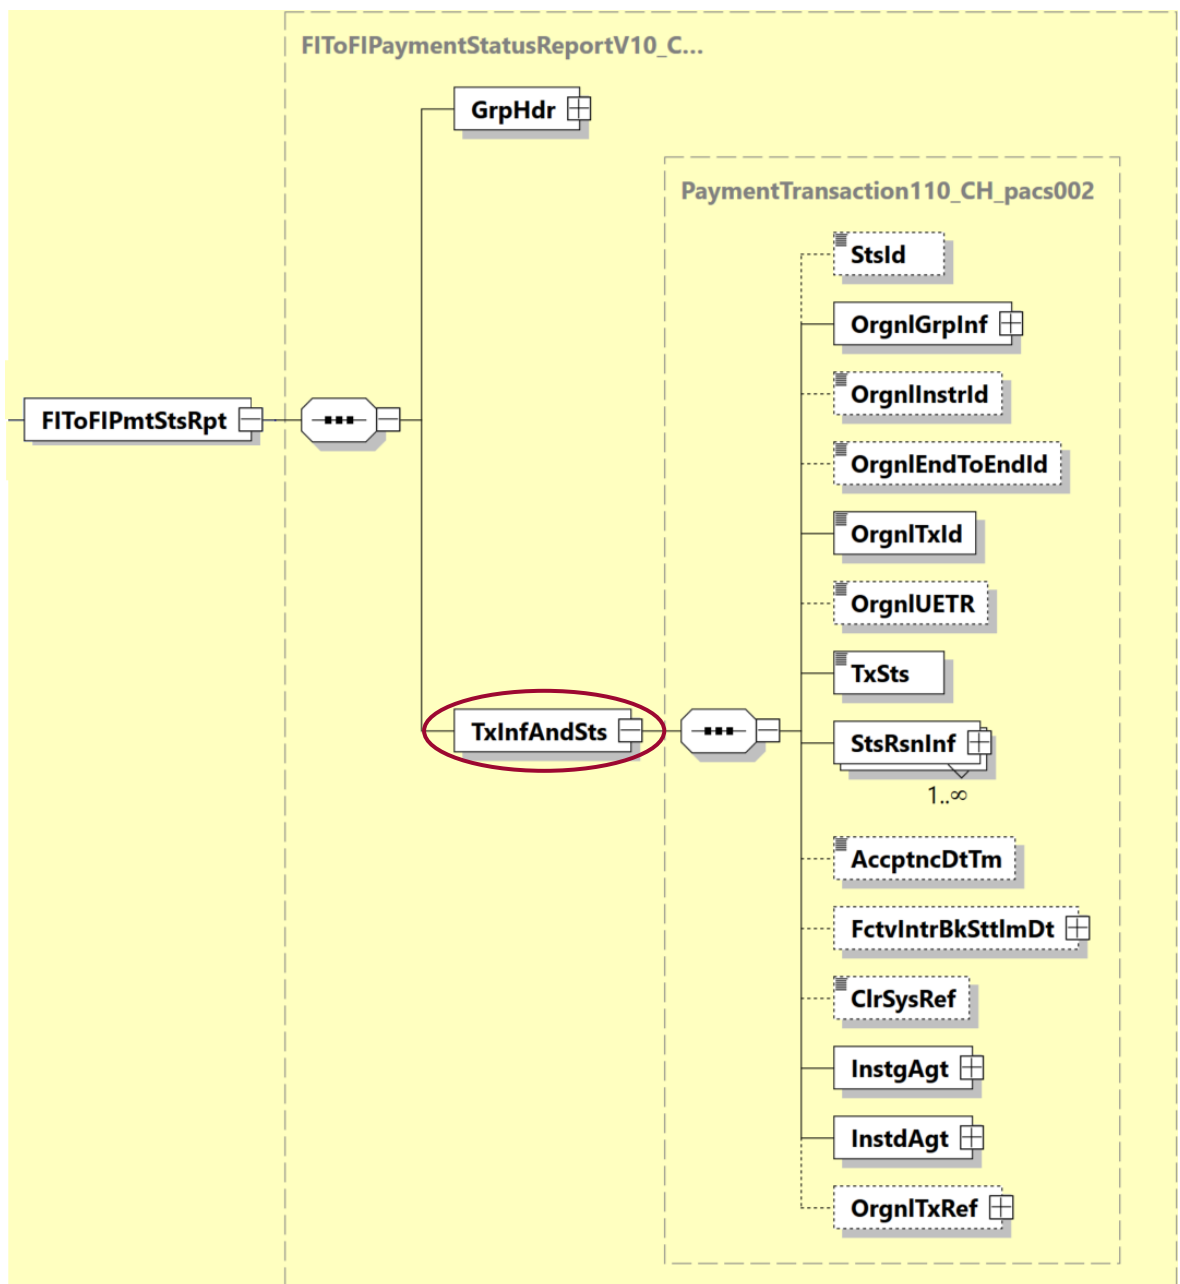 FIToFIPaymentStatusReportV10_C...
GrpHdr
PaymentTransaction110_CH_pacs002
StsId
OrgnlGrpInf
OrgnlInstrId
FIToFIPmtStsRpt
OrgnlEndToEndId
OrgnlTxId
OrgnlUETR
TxSts
TxInfAndSts
StsRsnInf
1..∞
AccptncDtTm
FctvIntrBkSttlmDt
ClrSysRef
InstgAgt
InstdAgt
OrgnlTxRef